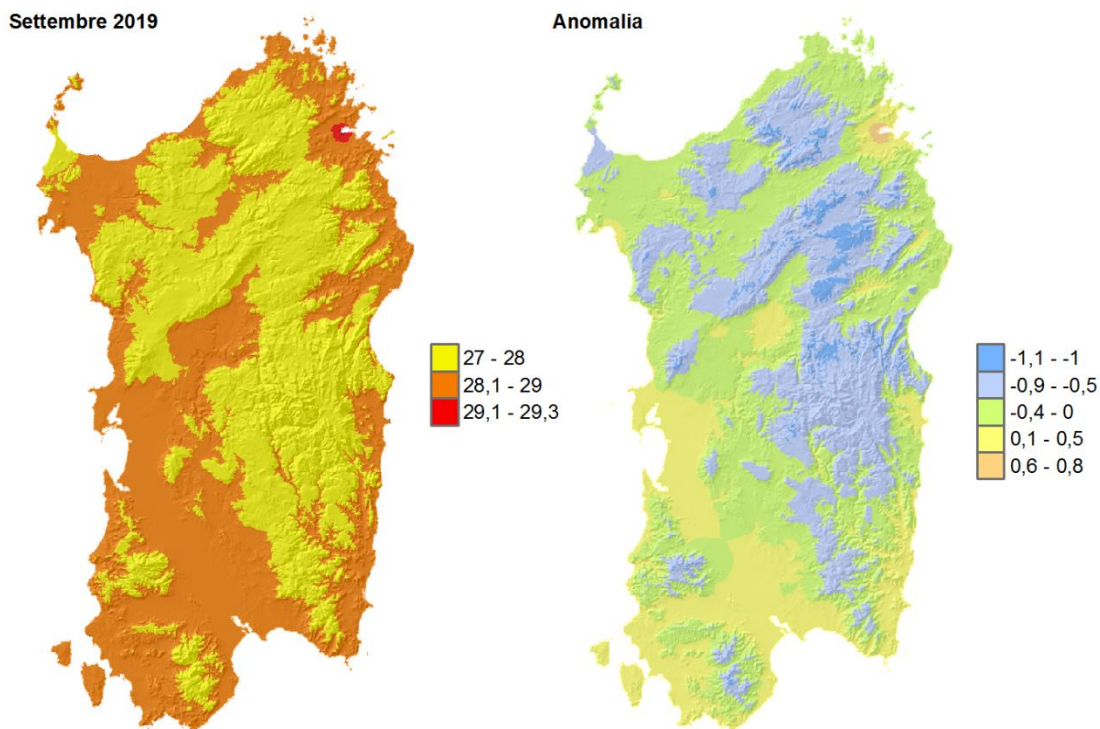 Settembre 2019
Anomalia
27 - 28
28,1 - 29
29,1 - 29,3
-1,1 - -1
-0,9 - -0,5
-0,4 - 0
0,1 - 0,5
0,6 - 0,8